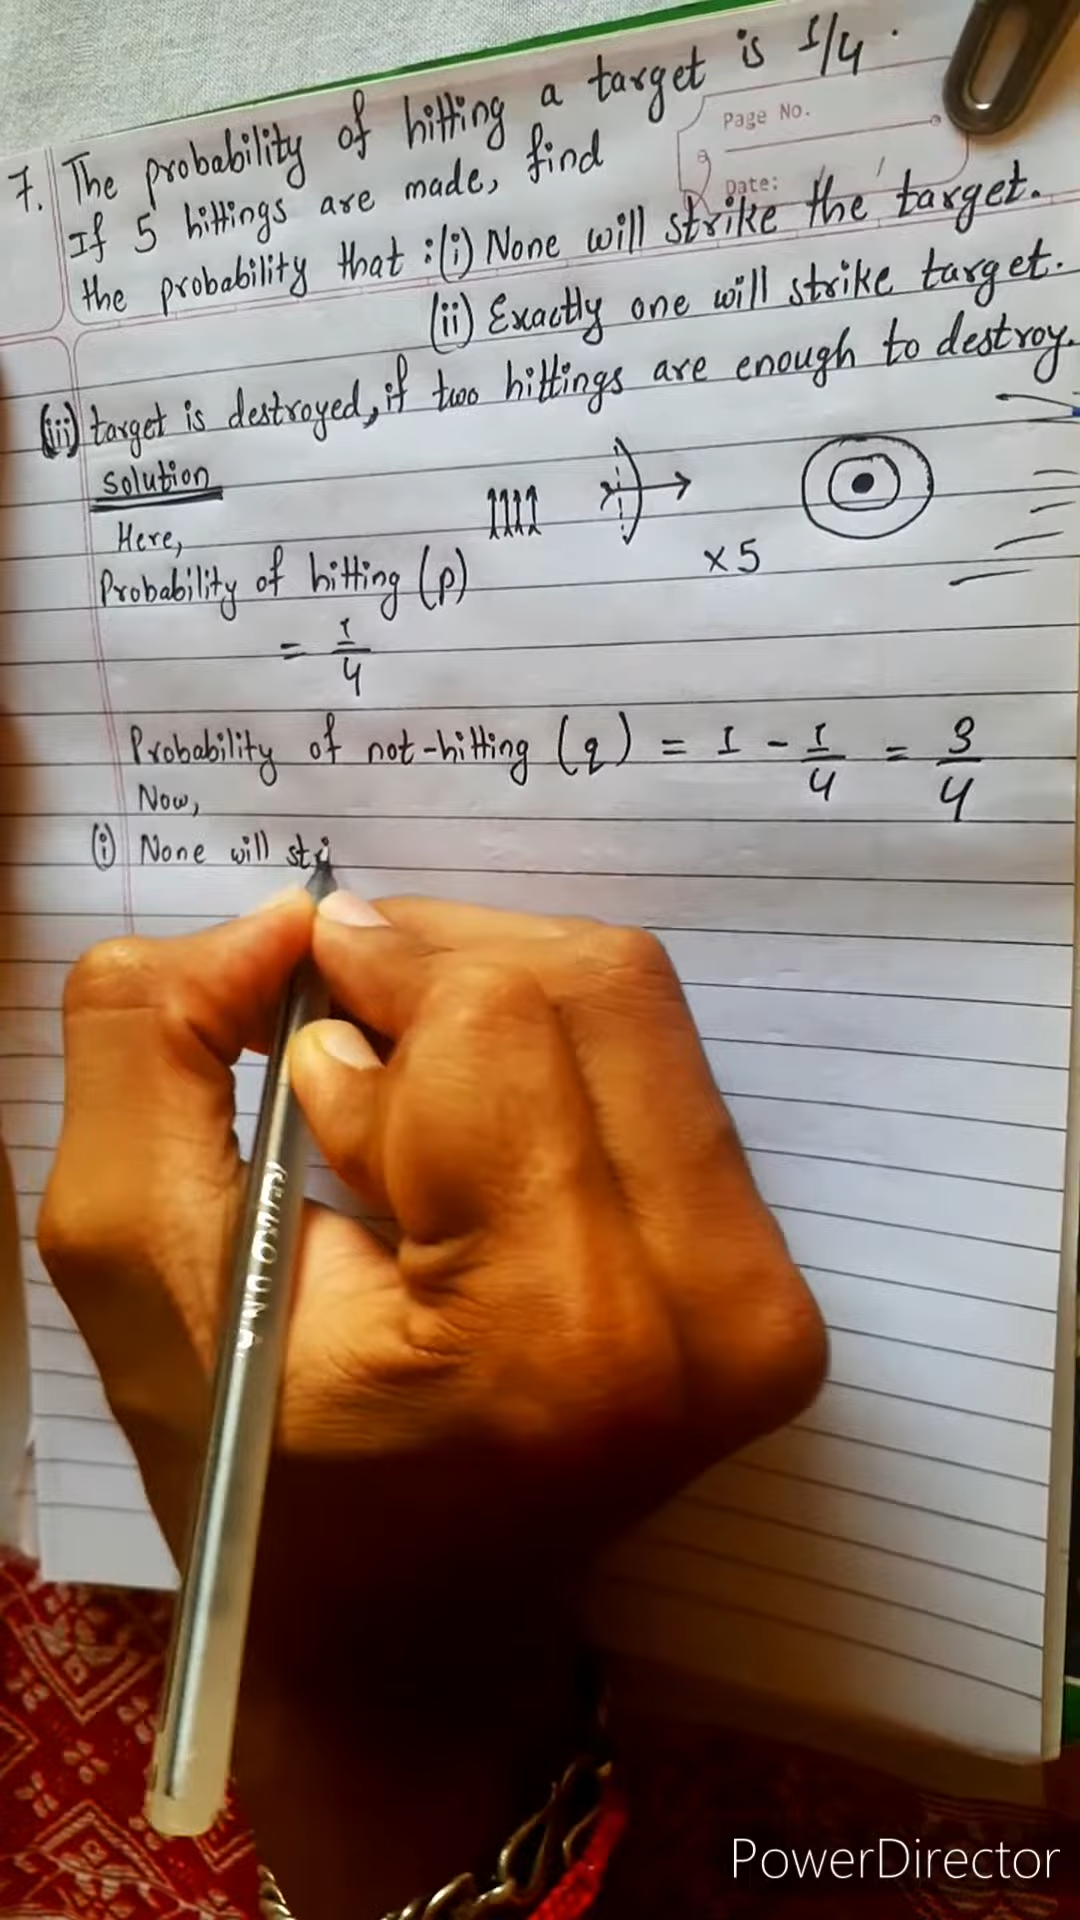 7. The probability of hitting a target is 1/4.
Page No.
If 5 hittings are made, find
Date:
the probability that :(i) None will strike the target.
(ii) Exactly one will strike target.
(iii) target is destroyed, if two hittings are enough to destroy.
Solution
Here,
×5
Probability of hitting (p)
= 1/4
Probability of not-hitting (q) = 1 - 1/4 = 3/4
Now,
(i) None will stri
PowerDirector